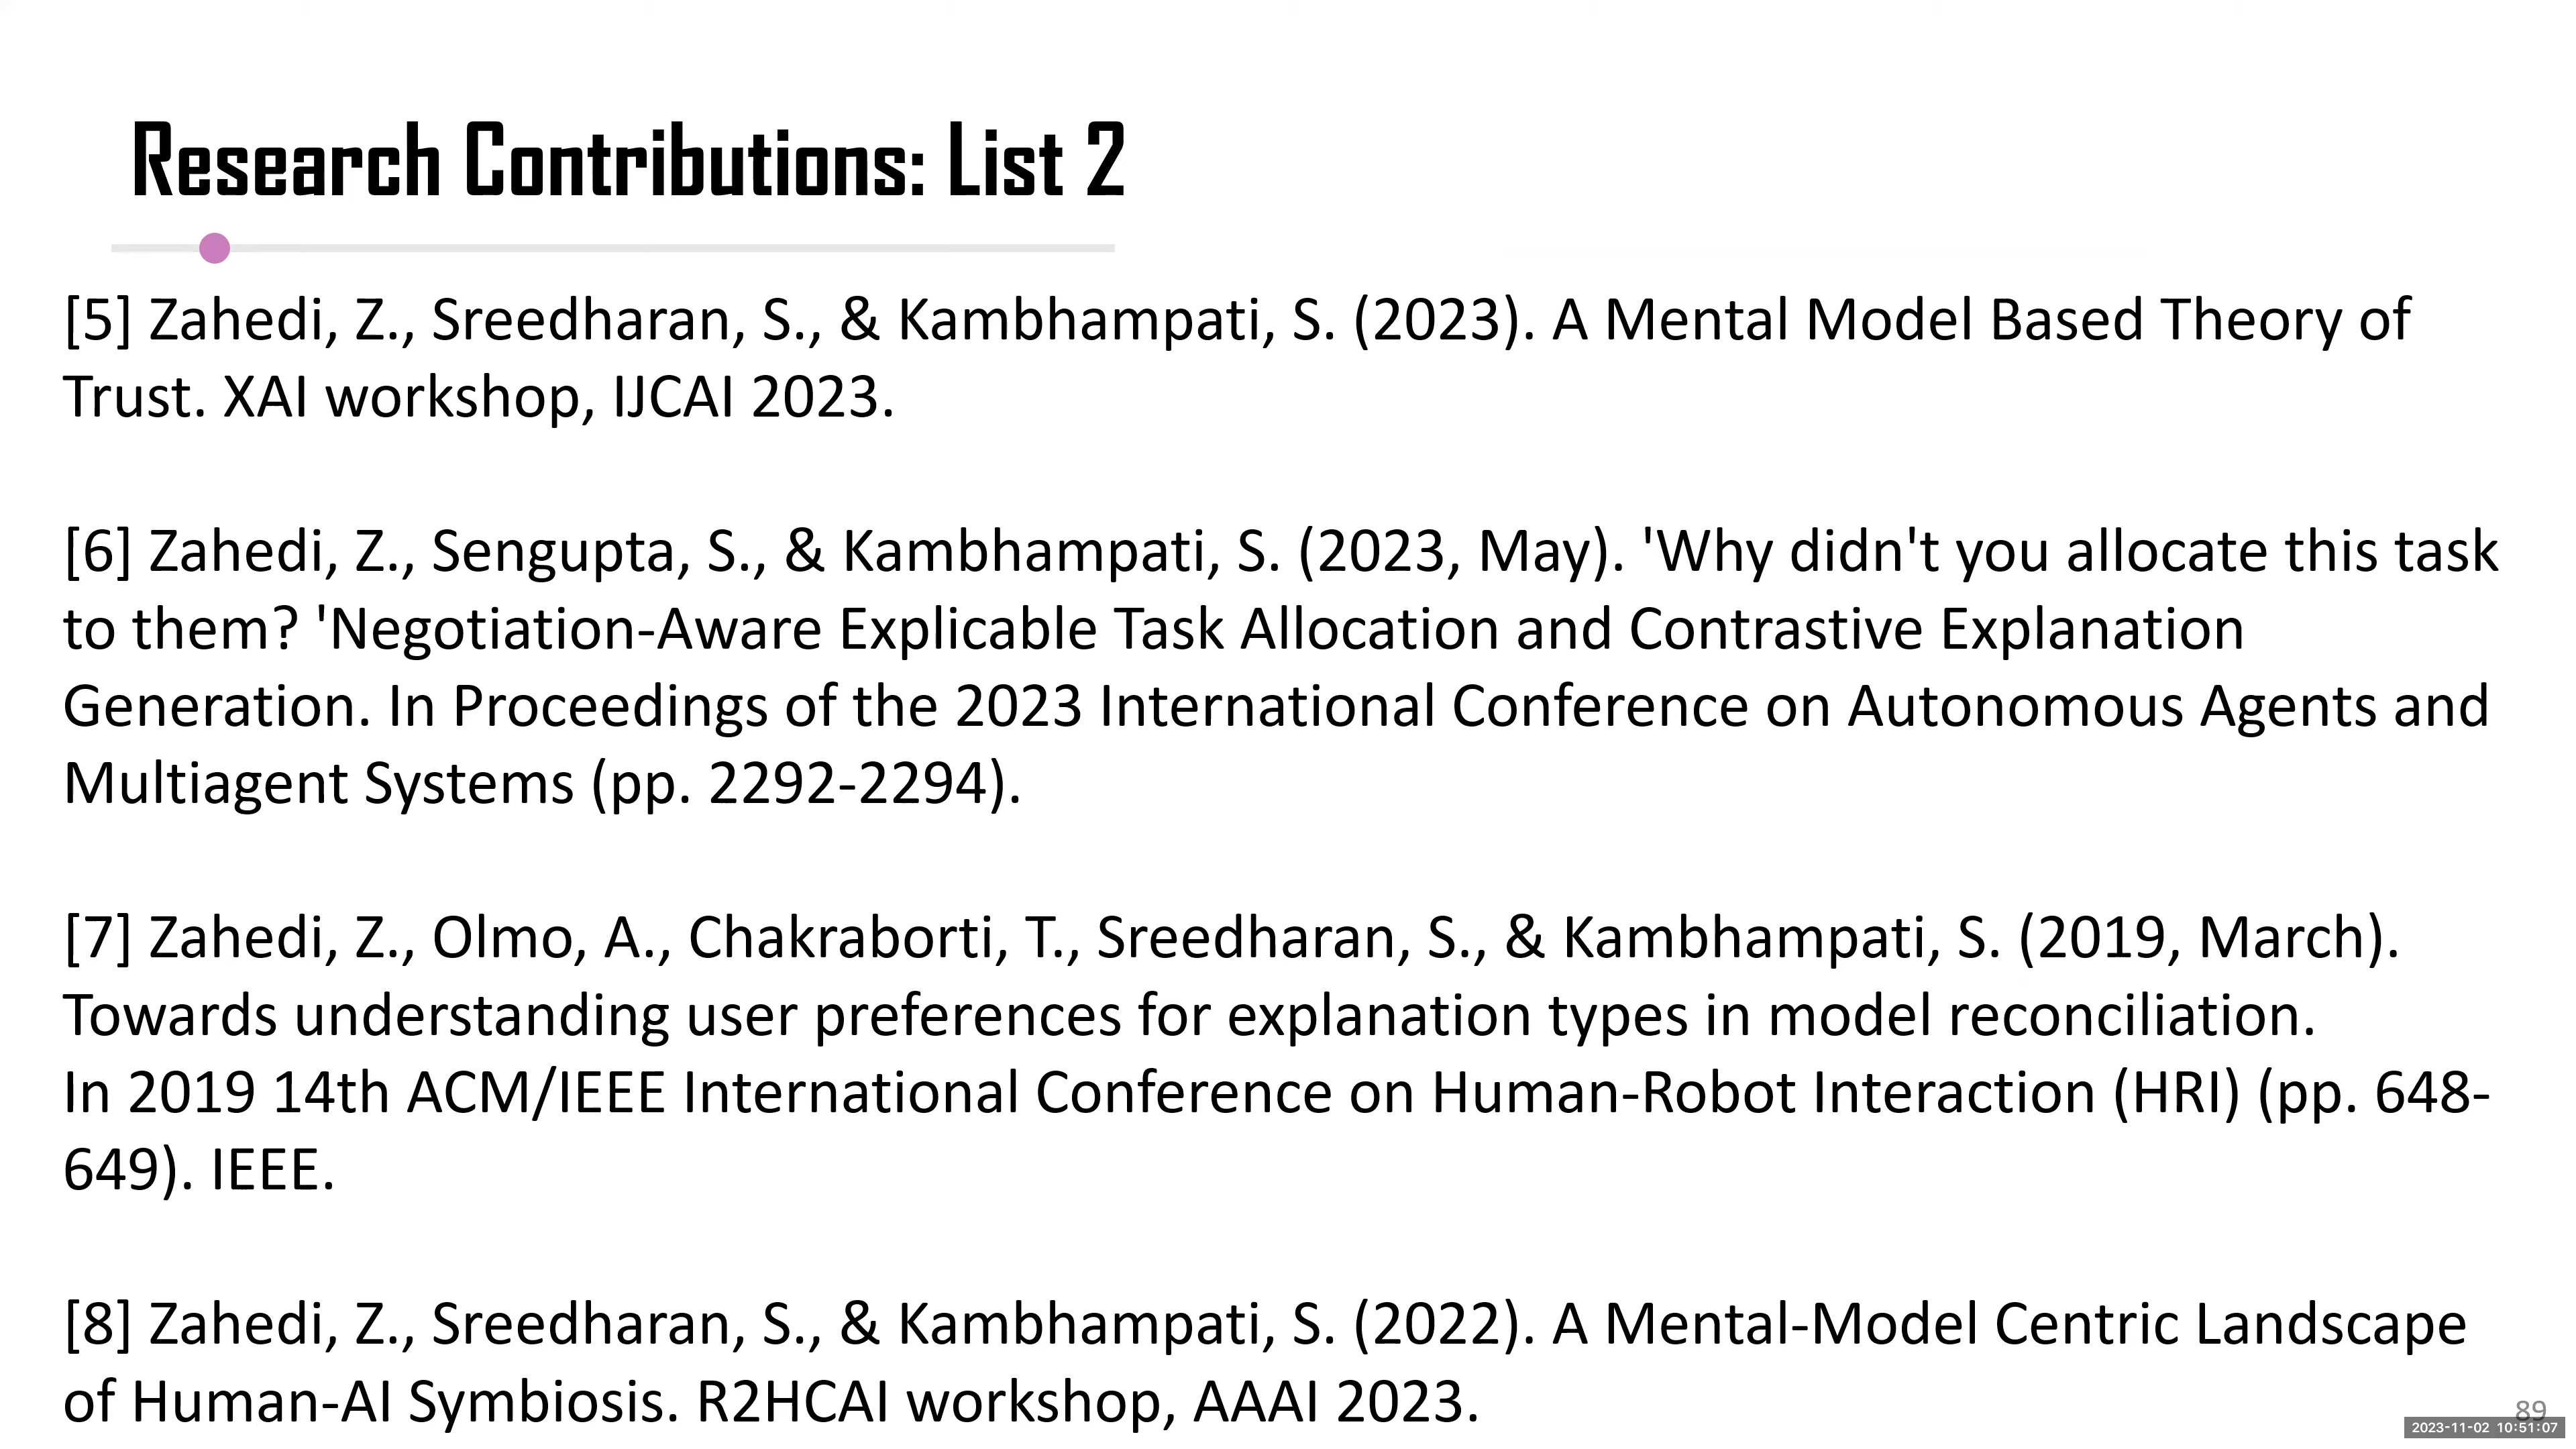 Research Contributions: List 2
[5] Zahedi, Z., Sreedharan, S., & Kambhampati, S. (2023). A Mental Model Based Theory of
Trust. XAI workshop, IJCAI 2023.
[6] Zahedi, Z., Sengupta, S., & Kambhampati, S. (2023, May). 'Why didn't you allocate this task
to them? 'Negotiation-Aware Explicable Task Allocation and Contrastive Explanation
Generation. In Proceedings of the 2023 International Conference on Autonomous Agents and
Multiagent Systems (pp. 2292-2294).
[7] Zahedi, Z., Olmo, A., Chakraborti, T., Sreedharan, S., & Kambhampati, S. (2019, March).
Towards understanding user preferences for explanation types in model reconciliation.
In 2019 14th ACM/IEEE International Conference on Human-Robot Interaction (HRI) (pp. 648-
649). IEEE.
[8] Zahedi, Z., Sreedharan, S., & Kambhampati, S. (2022). A Mental-Model Centric Landscape
of Human-AI Symbiosis. R2HCAI workshop, AAAI 2023.
89
2023-11-02 10:51:07